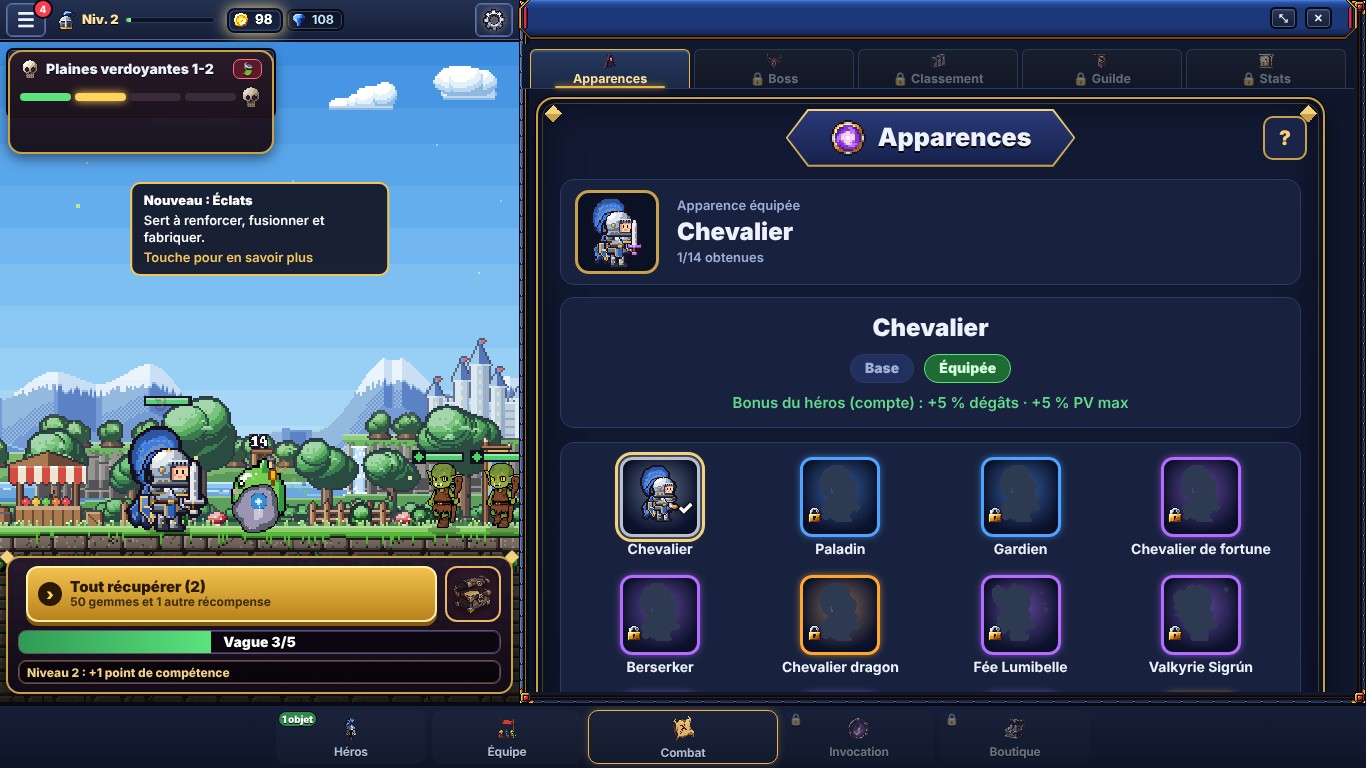 4
Niv. 2
98
108
Plaines verdoyantes 1-2
Nouveau : Éclats
Sert à renforcer, fusionner et
fabriquer.
Touche pour en savoir plus
14
Tout récupérer (2)
50 gemmes et 1 autre récompense
Vague 3/5
Niveau 2 : +1 point de compétence
Apparences
Boss
Classement
Guilde
Stats
Apparences
?
Apparence équipée
Chevalier
1/14 obtenues
Chevalier
Base
Équipée
Bonus du héros (compte) : +5 % dégâts · +5 % PV max
Chevalier
Paladin
Gardien
Chevalier de fortune
Berserker
Chevalier dragon
Fée Lumibelle
Valkyrie Sigrún
1 objet
Héros
Équipe
Combat
Invocation
Boutique